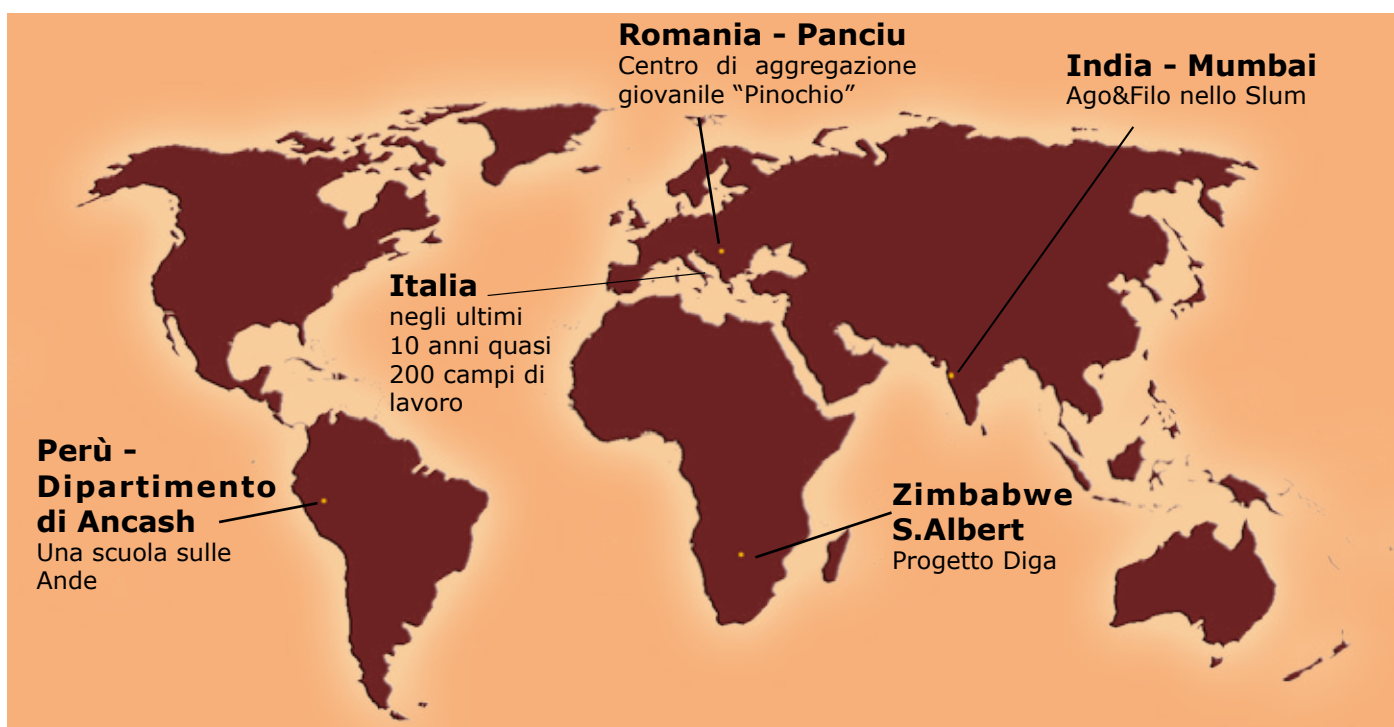 Romania - Panciu
Centro di aggregazione
giovanile “Pinochio”
India - Mumbai
Ago&Filo nello Slum
Italia
negli ultimi
10 anni quasi
200 campi di
lavoro
Perù -
Dipartimento
di Ancash
Una scuola sulle
Ande
Zimbabwe
S.Albert
Progetto Diga